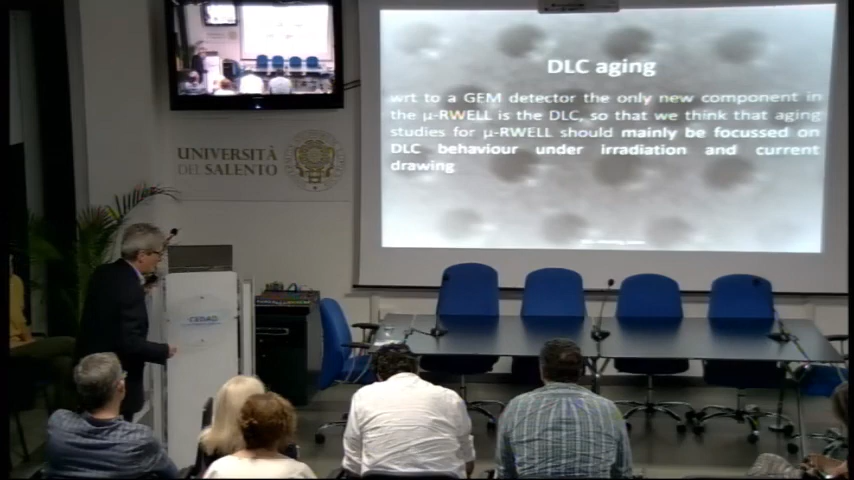 DLC aging
wrt to a GEM detector the only new component in
the µ-RWELL is the DLC, so that we think that aging
studies for µ-RWELL should mainly be focussed on
DLC behaviour under irradiation and current
drawing
UNIVERSITÀ
DEL SALENTO
CEDAD